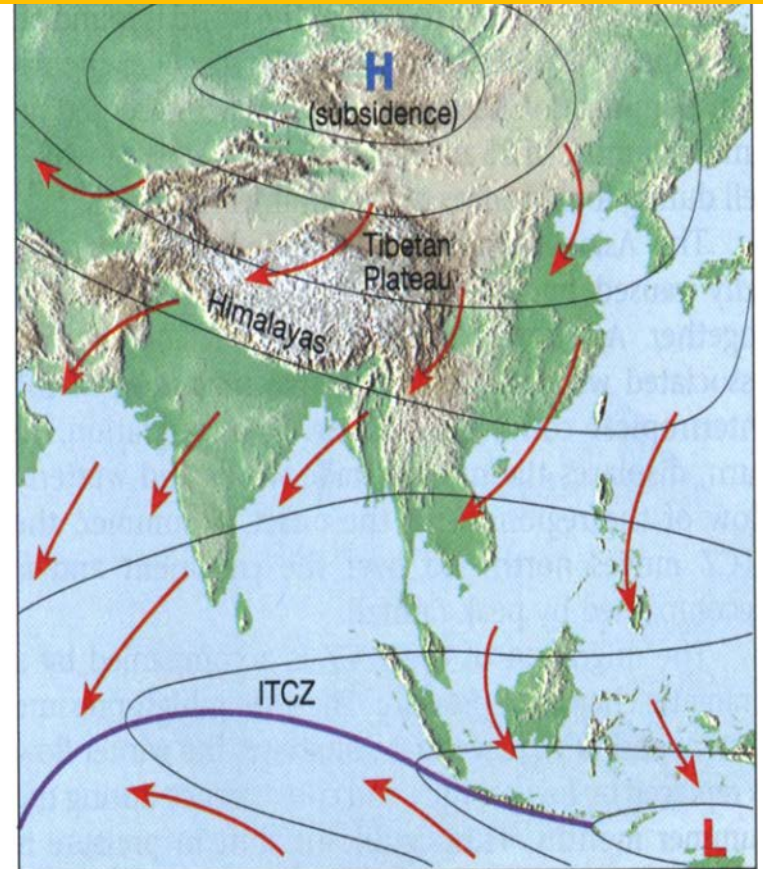 H
(subsidence)
Tibetan
Plateau
Himalayas
ITCZ
L